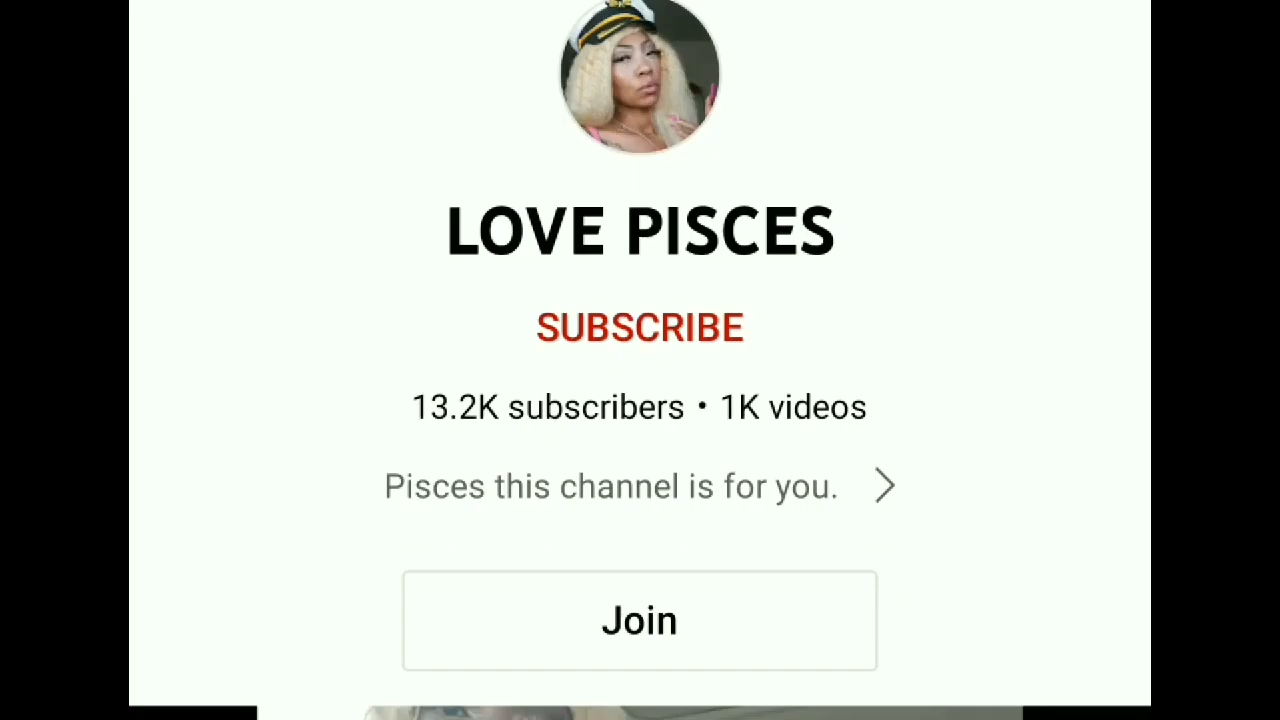 LOVE PISCES
SUBSCRIBE
13.2K subscribers • 1K videos
Pisces this channel is for you.
Join